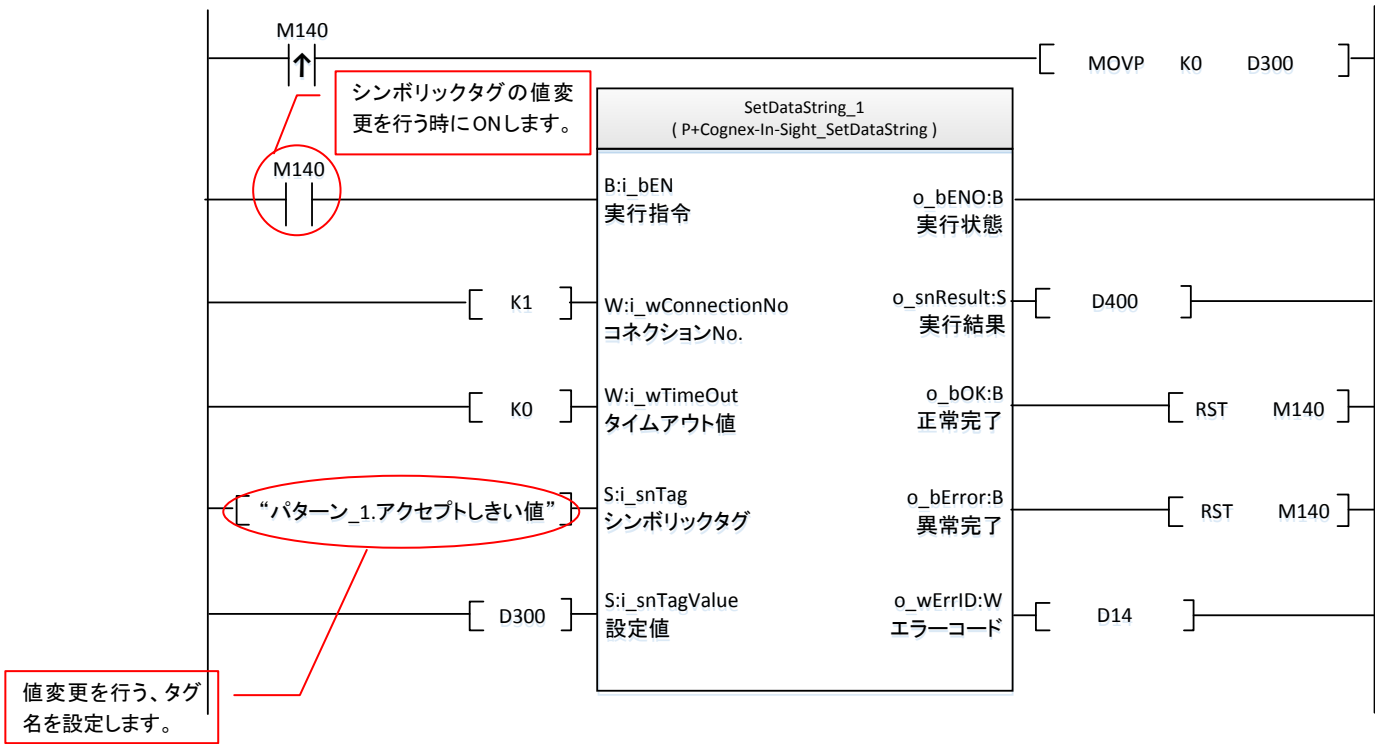 M140
↑
MOVP K0 D300
シンボリックタグの値変
更を行う時にONします。
SetDataString_1
( P+Cognex-In-Sight_SetDataString )
M140
B:i_bEN
実行指令
o_bENO:B
実行状態
K1
W:i_wConnectionNo
コネクションNo.
o_snResult:S
実行結果
D400
K0
W:i_wTimeOut
タイムアウト値
o_bOK:B
正常完了
RST M140
“パターン_1.アクセプトしきい値”
S:i_snTag
シンボリックタグ
o_bError:B
異常完了
RST M140
D300
S:i_snTagValue
設定値
o_wErrID:W
エラーコード
D14
値変更を行う、タグ
名を設定します。